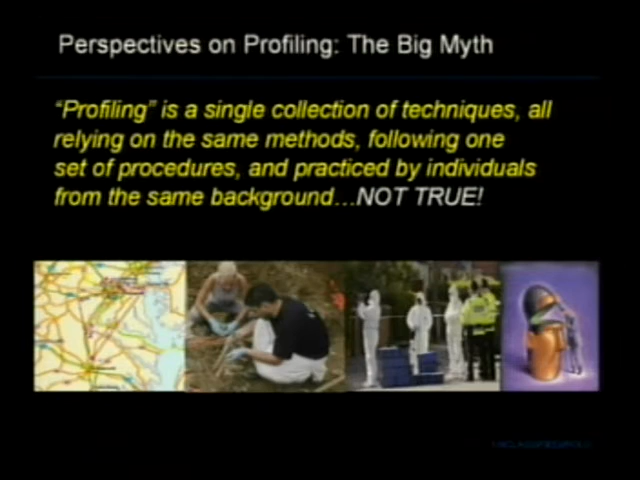 Perspectives on Profiling: The Big Myth
“Profiling” is a single collection of techniques, all
relying on the same methods, following one
set of procedures, and practiced by individuals
from the same background…NOT TRUE!